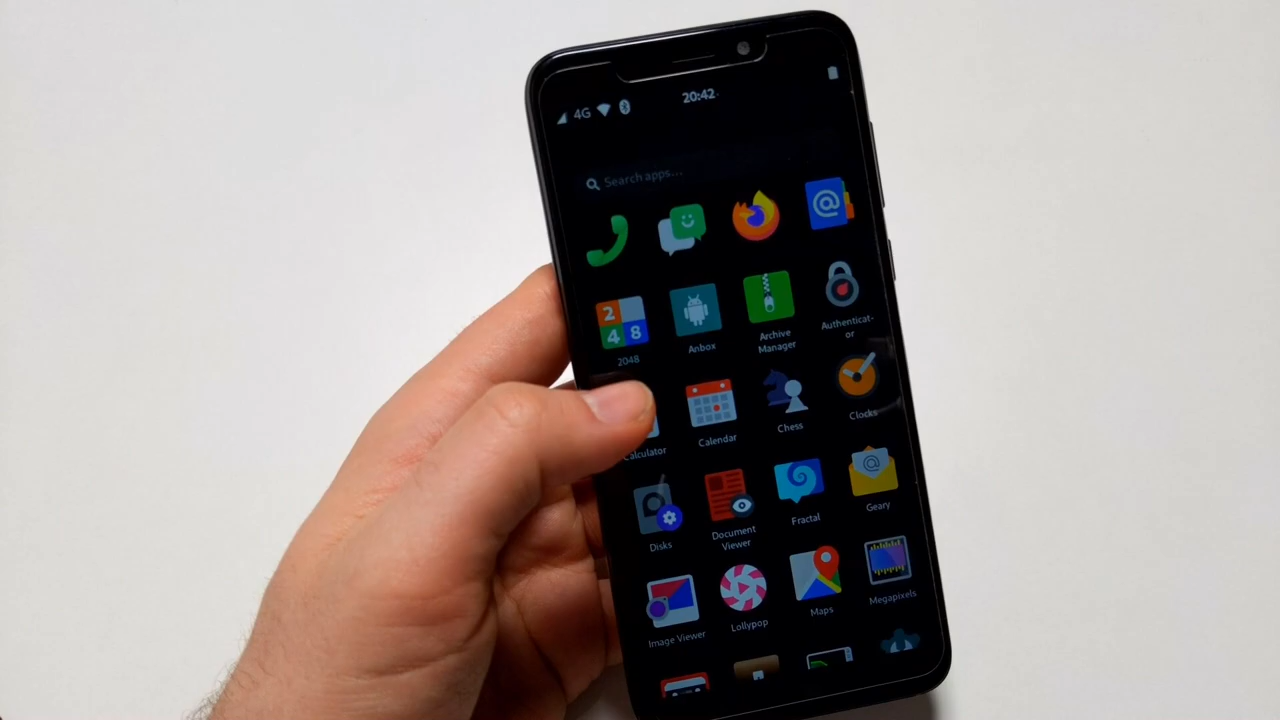 4G
20:42
Search apps...
@
2
4 8
2048
Anbox
Archive
Manager
Authenticat-
or
Calculator
Calendar
Chess
Clocks
Disks
Document
Viewer
Fractal
@
Geary
Image Viewer
Lollypop
Maps
Megapixels